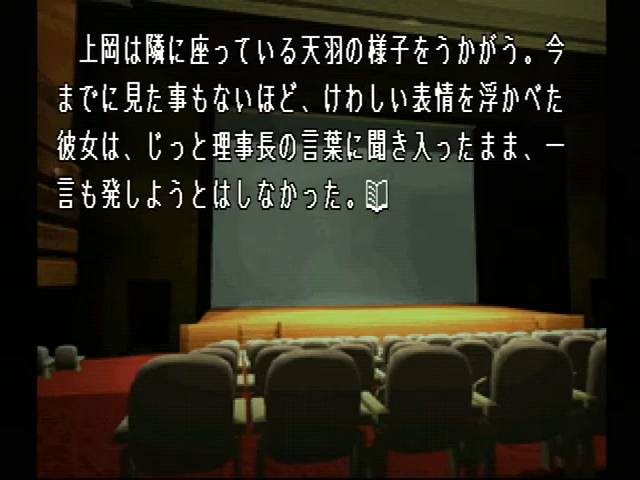 上岡は隣に座っている天羽の様子をうかがう。今
までに見た事もないほど、けわしい表情を浮かべた
彼女は、じっと理事長の言葉に聞き入ったまま、一
言も発しようとはしなかった。